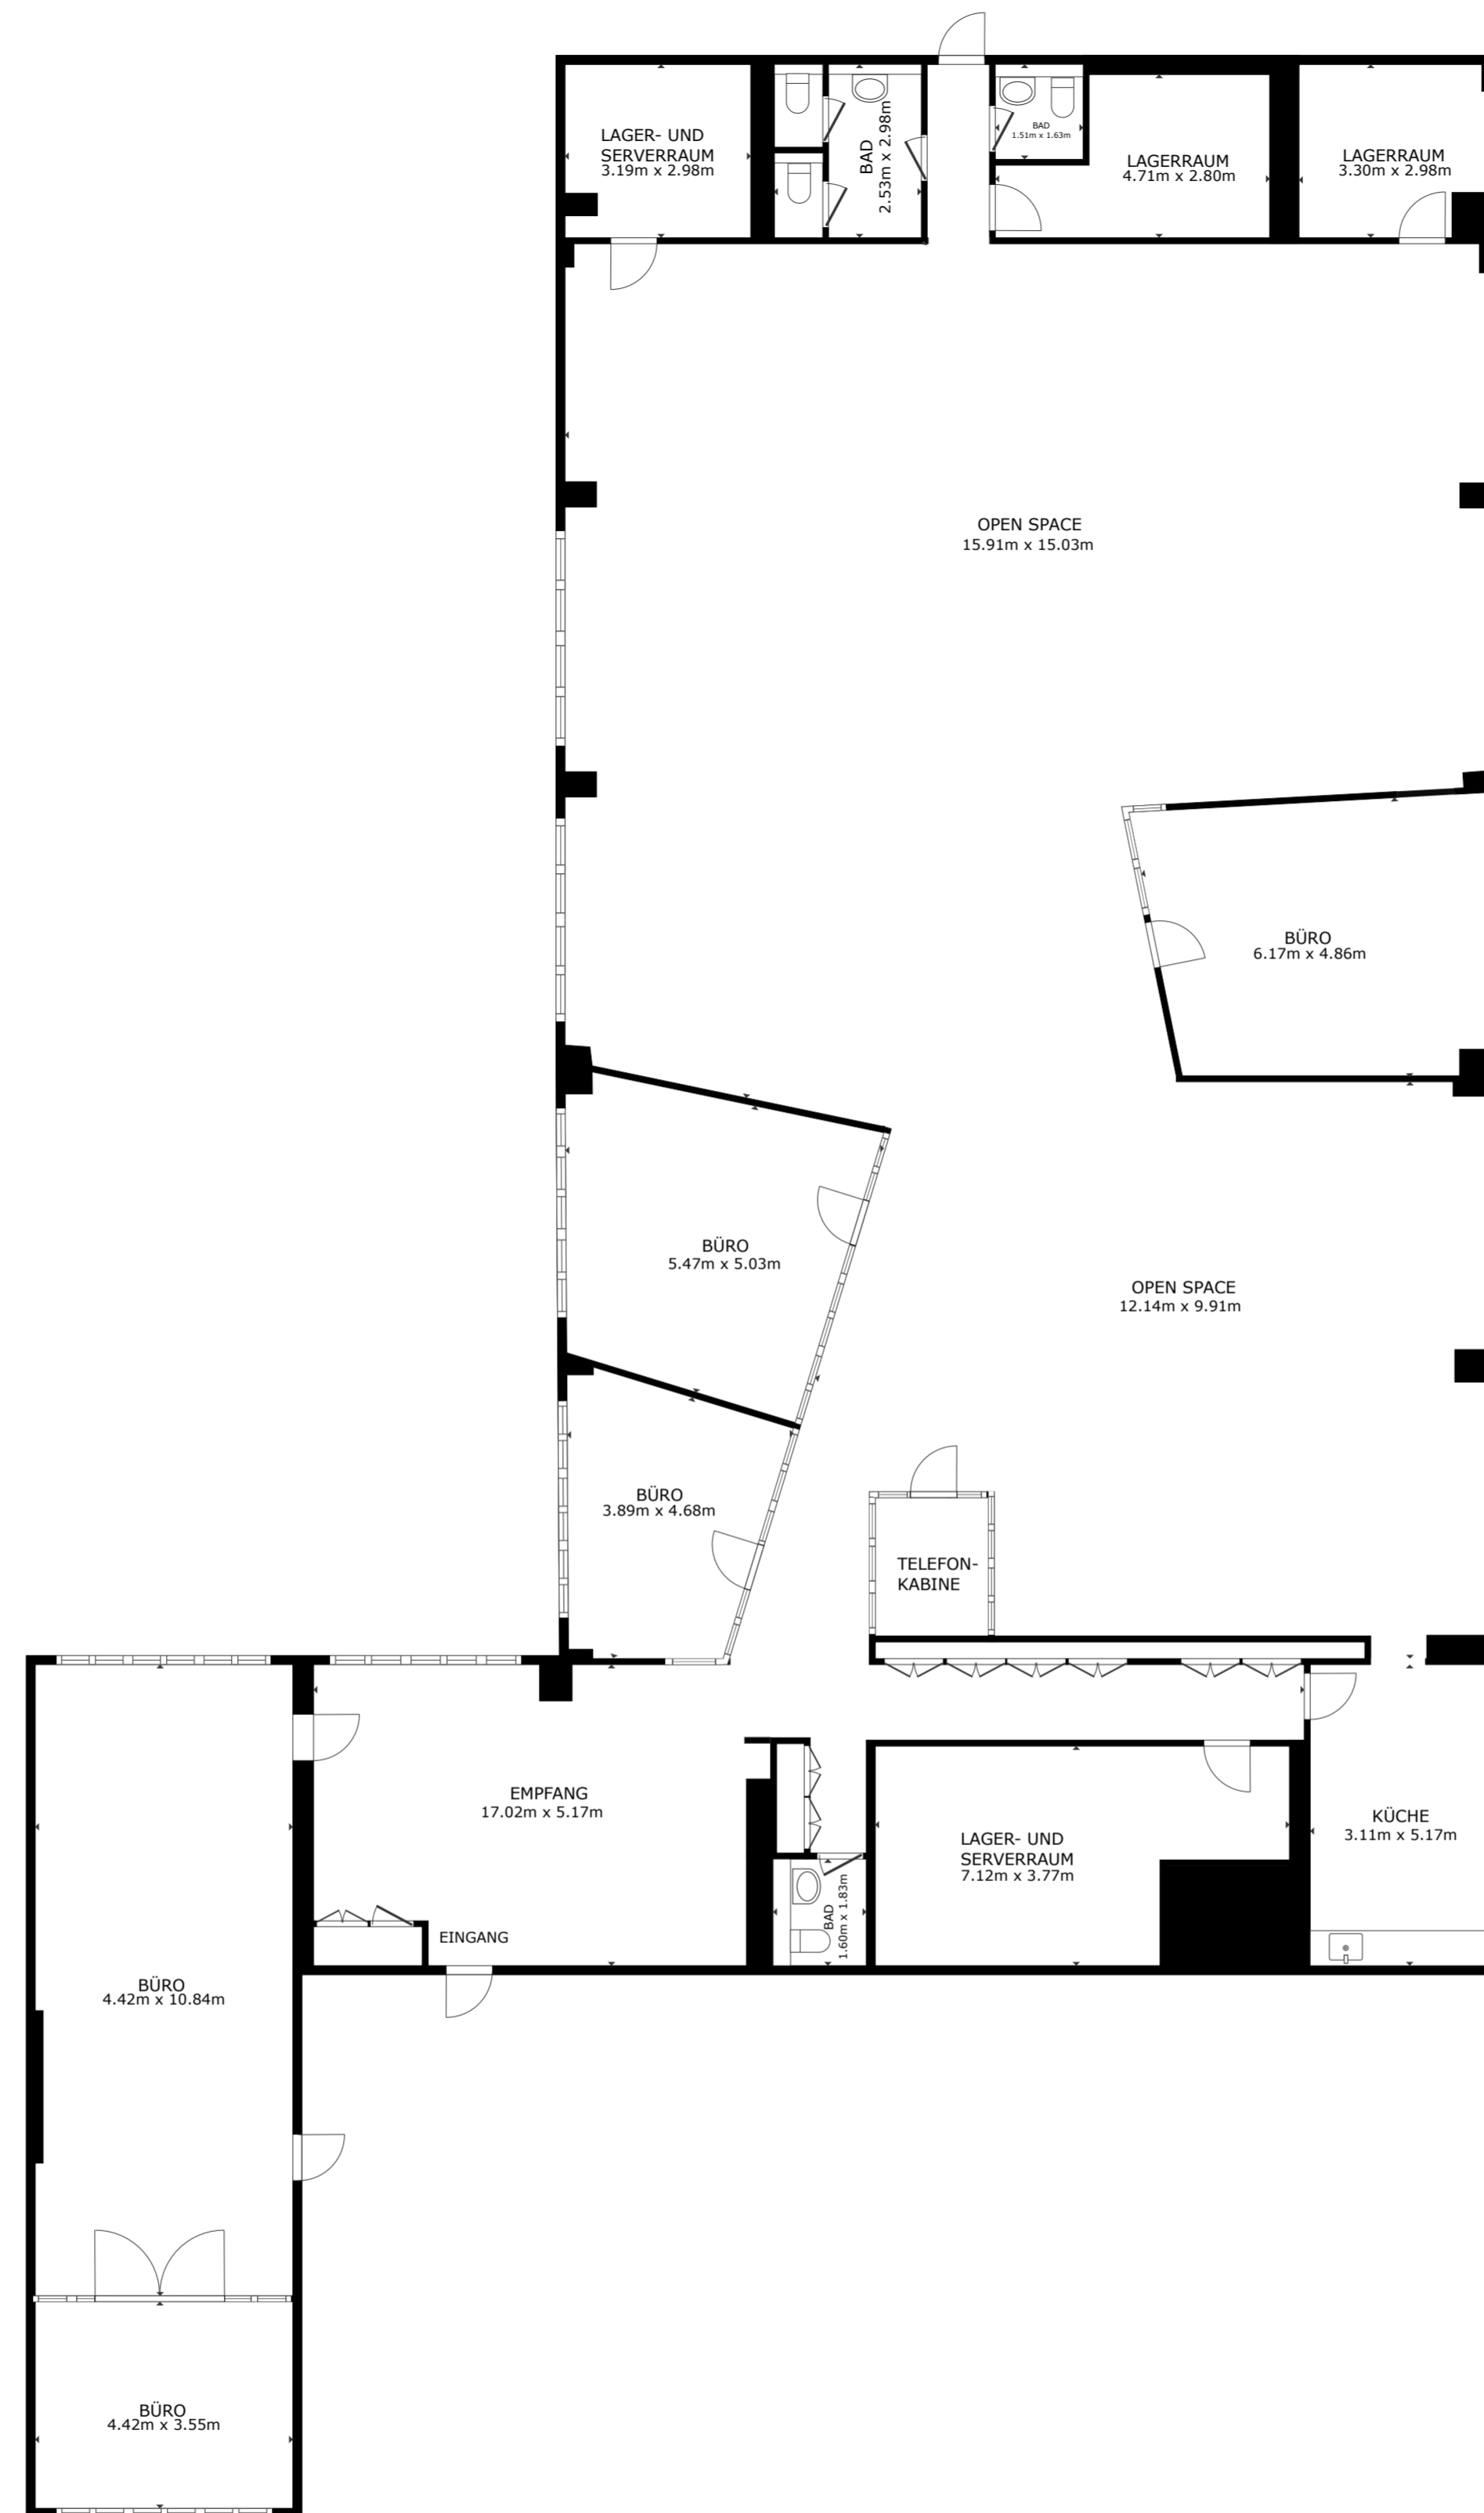 LAGER- UND
SERVERRAUM
3.19m x 2.98m
BAD
2.53m x 2.98m
BAD
1.51m x 1.63m
LAGERRAUM
4.71m x 2.80m
LAGERRAUM
3.30m x 2.98m
OPEN SPACE
15.91m x 15.03m
BÜRO
6.17m x 4.86m
BÜRO
5.47m x 5.03m
OPEN SPACE
12.14m x 9.91m
BÜRO
3.89m x 4.68m
TELEFON-
KABINE
EMPFANG
17.02m x 5.17m
LAGER- UND
SERVERRAUM
7.12m x 3.77m
KÜCHE
3.11m x 5.17m
BAD
1.60m x 1.83m
EINGANG
BÜRO
4.42m x 10.84m
BÜRO
4.42m x 3.55m